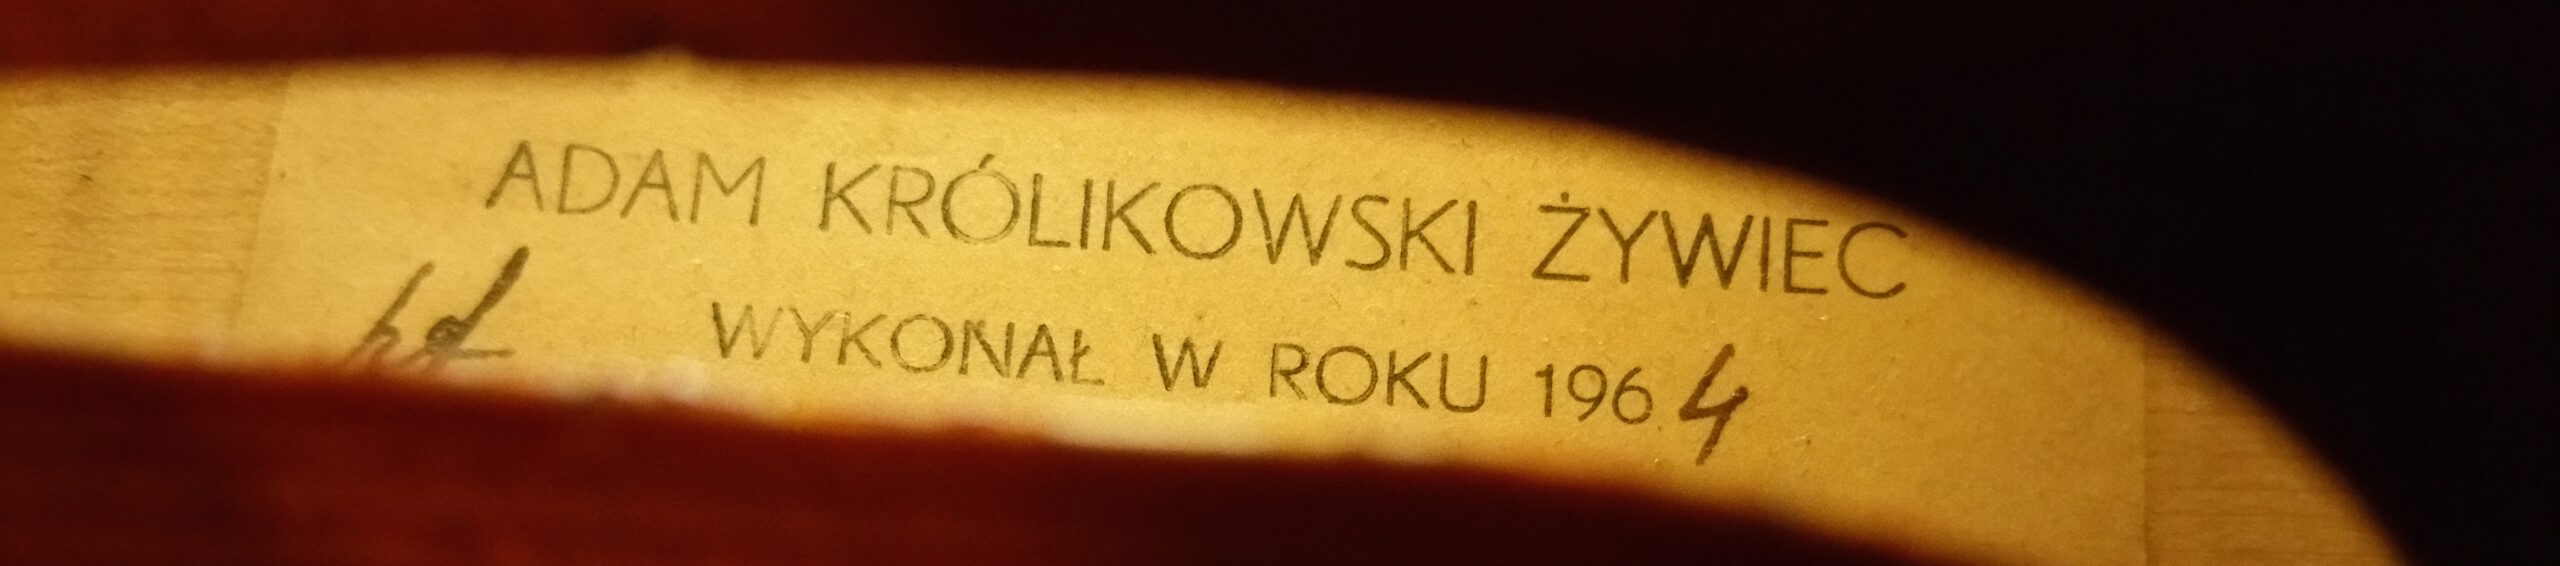 ADAM KRÓLIKOWSKI ŻYWIEC
WYKONAŁ W ROKU 1964